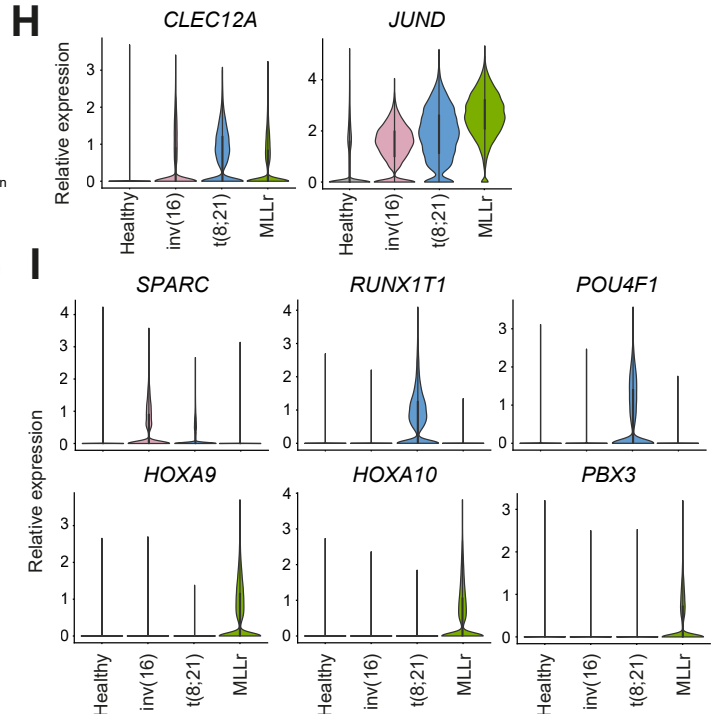 H
CLEC12A JUND
Relative expression
3
2
1
0
4
2
0
n
Healthy inv(16) t(8;21) MLLr
Healthy inv(16) t(8;21) MLLr
I
SPARC RUNX1T1 POU4F1
Relative expression
4
3
2
1
0
4
3
2
1
0
3
2
1
0
HOXA9 HOXA10 PBX3
3
2
1
0
4
3
2
1
0
3
2
1
0
Healthy inv(16) t(8;21) MLLr
Healthy inv(16) t(8;21) MLLr
Healthy inv(16) t(8;21) MLLr